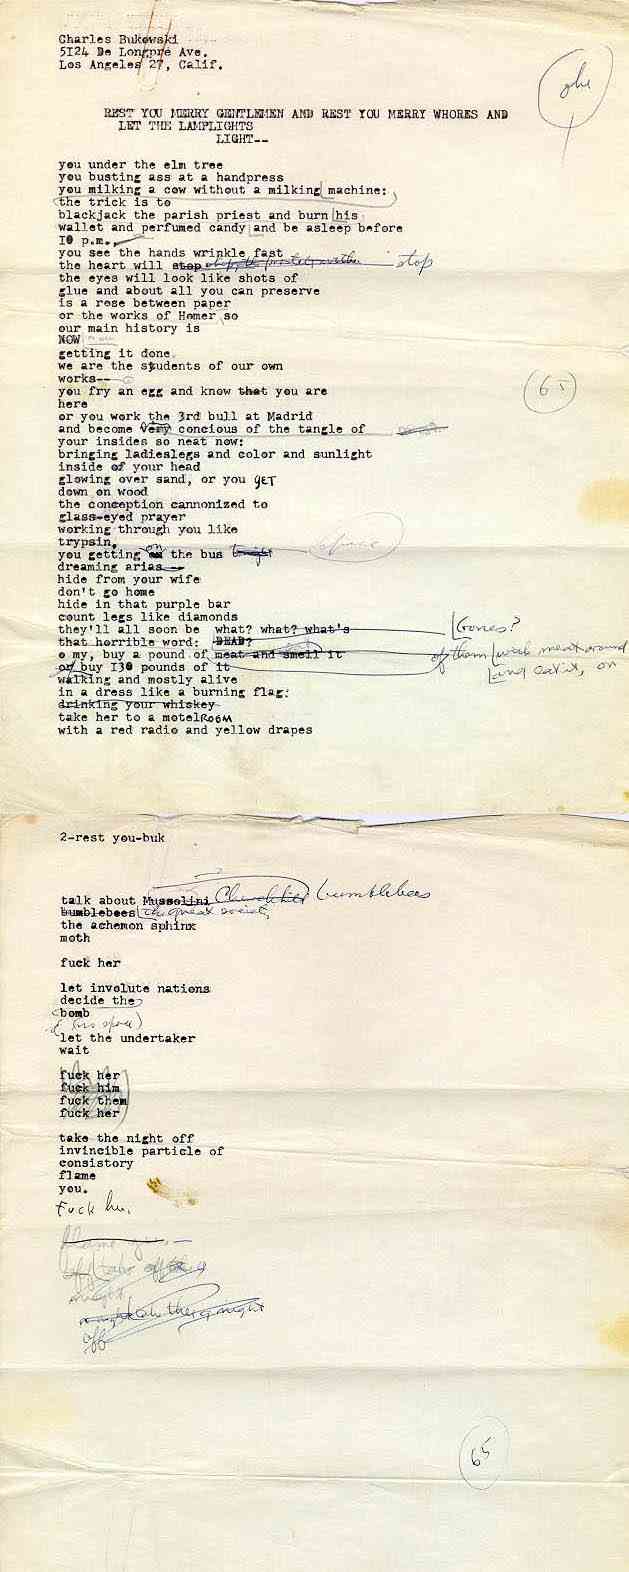 Charles Bukowski
5I24 De Longpre Ave.
Los Angeles 27, Calif.
REST YOU MERRY GENTLEMEN AND REST YOU MERRY WHORES AND
LET THE LAMPLIGHTS
LIGHT--
you under the elm tree
you busting ass at a handpress
you milking a cow without a milking machine:
the trick is to
blackjack the parish priest and burn his
wallet and perfumed candy and be asleep before
I0 p.m.,
you see the hands wrinkle fast
the heart will stop stop
the eyes will look like shots of
glue and about all you can preserve
is a rose between paper
or the works of Homer so
our main history is
NOW
getting it done.
we are the students of our own
works--
you fry an egg and know that you are
here
65
or you work the 3rd bull at Madrid
and become very concious of the tangle of
your insides so neat now:
bringing ladieslegs and color and sunlight
inside of your head
glowing over sand, or you GET
down on wood
the conception cannonized to
glass-eyed prayer
working through you like
trypsin,
you getting on the bus tonight
dreaming arias--
hide from your wife
don't go home
hide in that purple bar
count legs like diamonds
they'll all soon be what? what? what's Bones?
that horrible word: DEAD?
o my, buy a pound of meat and smell it of them meat around
or buy I30 pounds of it and eat it, on
walking and mostly alive
in a dress like a burning flag:
drinking your whiskey
take her to a motelROOM
with a red radio and yellow drapes
2-rest you-buk
talk about Mussolini Churchill bumblebees
bumblebees the great society,
the achemon sphinx
moth
fuck her
let involute nations
decide the
bomb
(no space)
let the undertaker
wait
fuck her
fuck him
fuck them
fuck her
take the night off
invincible particle of
consistory
flame
you.
Fuck her.
night
off
65